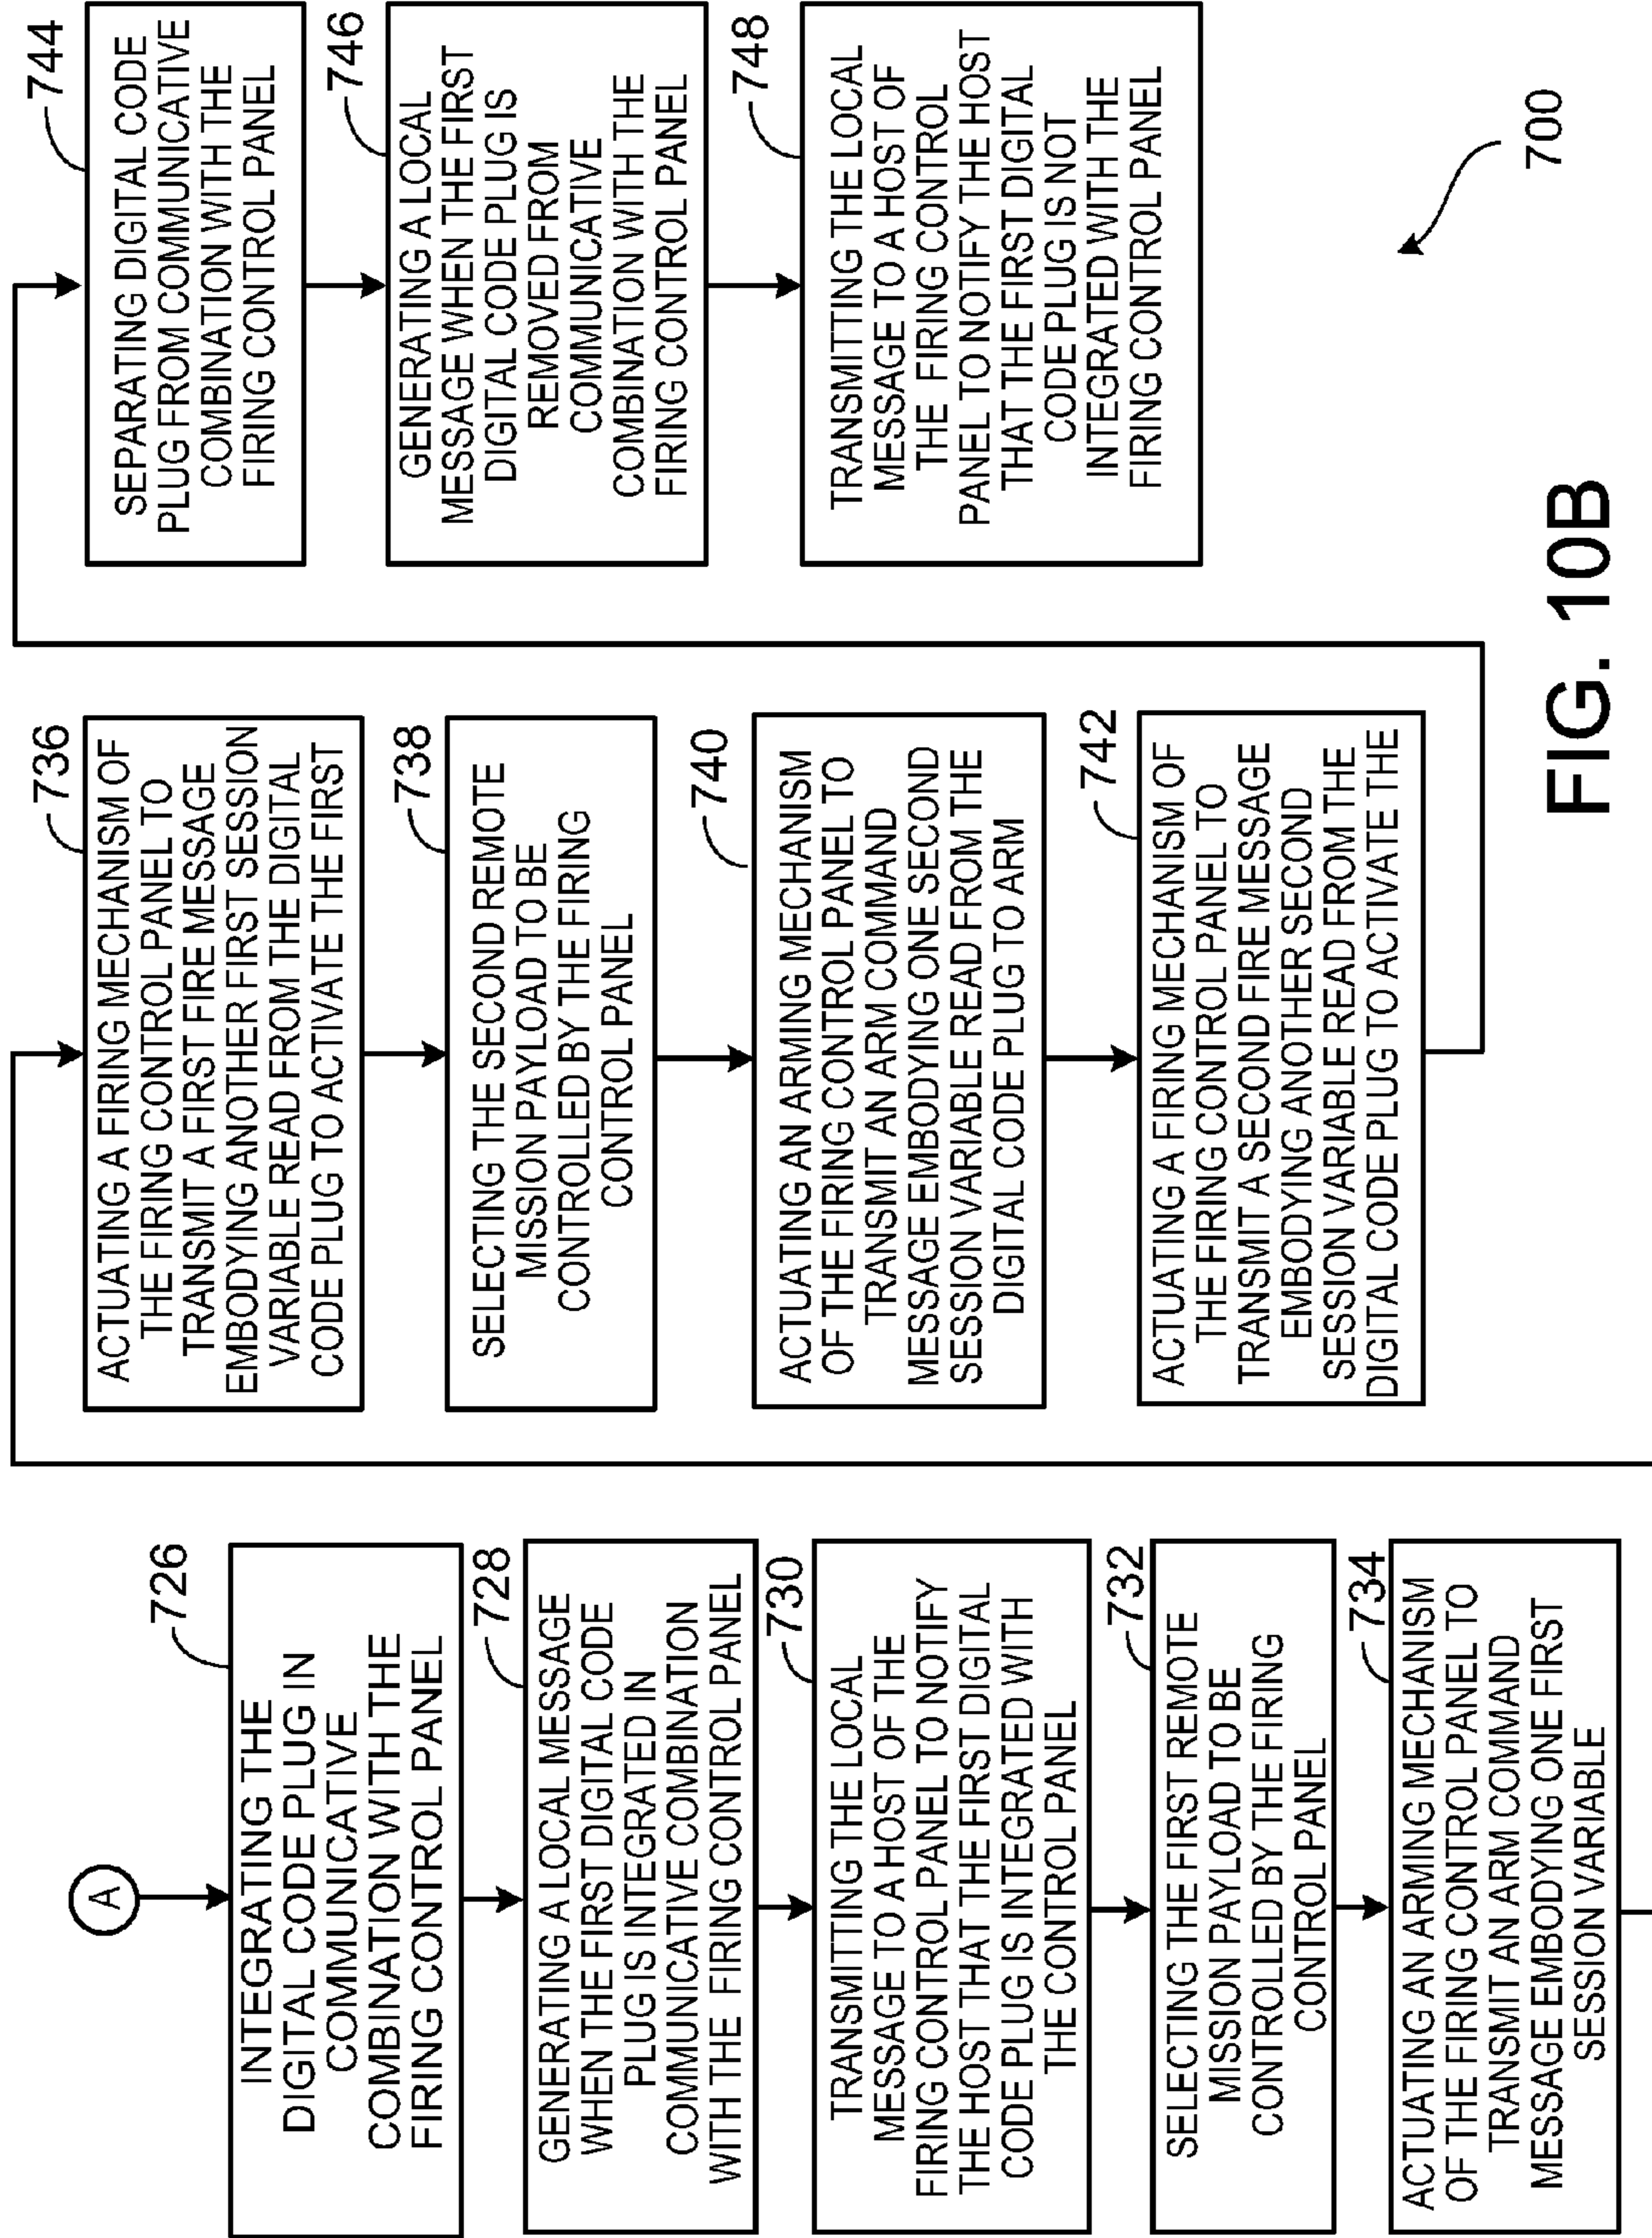 A
726
INTEGRATING THE
DIGITAL CODE PLUG IN
COMMUNICATIVE
COMBINATION WITH THE
FIRING CONTROL PANEL
728
GENERATING A LOCAL MESSAGE
WHEN THE FIRST DIGITAL CODE
PLUG IS INTEGRATED IN
COMMUNICATIVE COMBINATION
WITH THE FIRING CONTROL PANEL
730
TRANSMITTING THE LOCAL
MESSAGE TO A HOST OF THE
FIRING CONTROL PANEL TO NOTIFY
THE HOST THAT THE FIRST DIGITAL
CODE PLUG IS INTEGRATED WITH
THE CONTROL PANEL
732
SELECTING THE FIRST REMOTE
MISSION PAYLOAD TO BE
CONTROLLED BY THE FIRING
CONTROL PANEL
734
ACTUATING AN ARMING MECHANISM
OF THE FIRING CONTROL PANEL TO
TRANSMIT AN ARM COMMAND
MESSAGE EMBODYING ONE FIRST
SESSION VARIABLE
736
ACTUATING A FIRING MECHANISM OF
THE FIRING CONTROL PANEL TO
TRANSMIT A FIRST FIRE MESSAGE
EMBODYING ANOTHER FIRST SESSION
VARIABLE READ FROM THE DIGITAL
CODE PLUG TO ACTIVATE THE FIRST
738
SELECTING THE SECOND REMOTE
MISSION PAYLOAD TO BE
CONTROLLED BY THE FIRING
CONTROL PANEL
740
ACTUATING AN ARMING MECHANISM
OF THE FIRING CONTROL PANEL TO
TRANSMIT AN ARM COMMAND
MESSAGE EMBODYING ONE SECOND
SESSION VARIABLE READ FROM THE
DIGITAL CODE PLUG TO ARM
742
ACTUATING A FIRING MECHANISM OF
THE FIRING CONTROL PANEL TO
TRANSMIT A SECOND FIRE MESSAGE
EMBODYING ANOTHER SECOND
SESSION VARIABLE READ FROM THE
DIGITAL CODE PLUG TO ACTIVATE THE
744
SEPARATING DIGITAL CODE
PLUG FROM COMMUNICATIVE
COMBINATION WITH THE
FIRING CONTROL PANEL
746
GENERATING A LOCAL
MESSAGE WHEN THE FIRST
DIGITAL CODE PLUG IS
REMOVED FROM
COMMUNICATIVE
COMBINATION WITH THE
FIRING CONTROL PANEL
748
TRANSMITTING THE LOCAL
MESSAGE TO A HOST OF
THE FIRING CONTROL
PANEL TO NOTIFY THE HOST
THAT THE FIRST DIGITAL
CODE PLUG IS NOT
INTEGRATED WITH THE
FIRING CONTROL PANEL
700
FIG. 10B